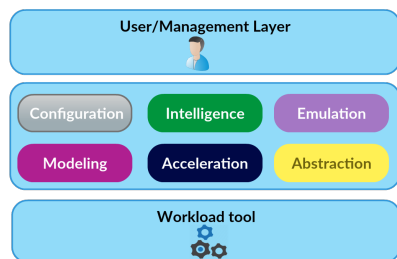 User/Management Layer
Configuration
Intelligence
Emulation
Modeling
Acceleration
Abstraction
Workload tool